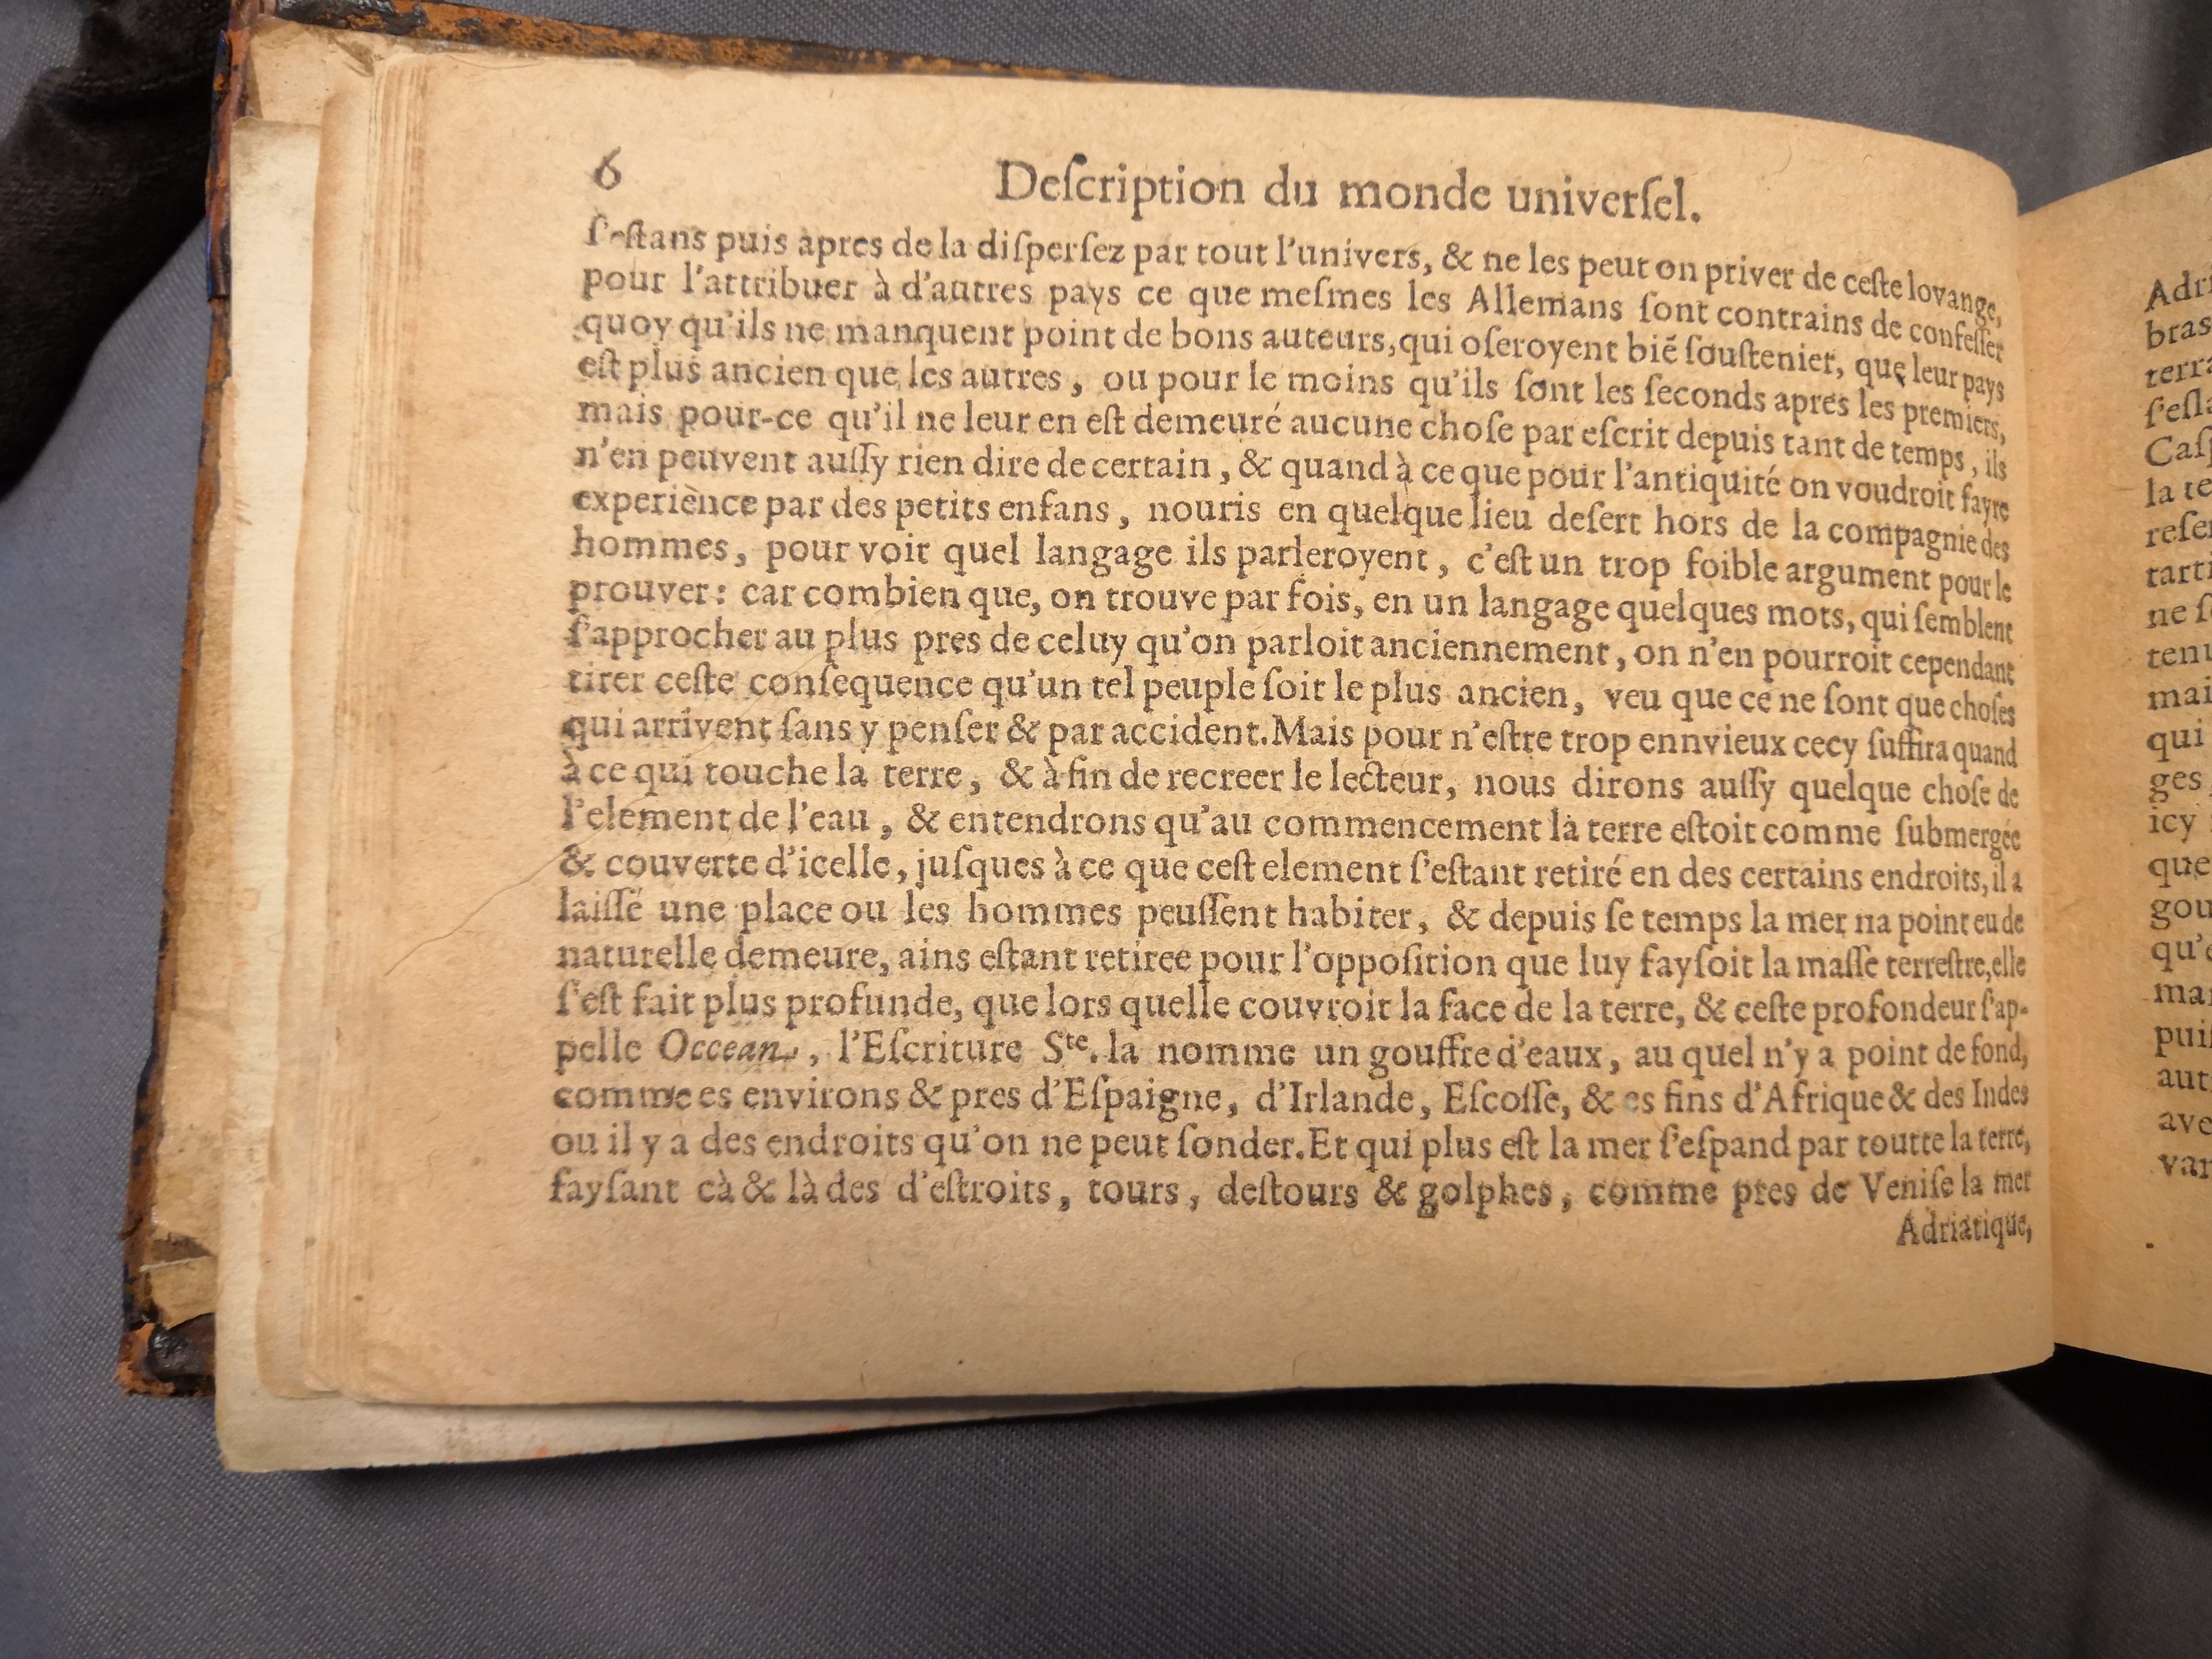 6
Deſcription du monde univerſel.
ſ'eſtans puis apres de la diſperſez par tout l'univers, & ne les peut on priver de ceſte lovange,
pour l'attribuer à d'autres pays ce que meſmes les Allemans ſont contrains de confeſſer
quoy qu'ils ne manquent point de bons auteurs, qui oſeroyent biẽ ſouſtenier, que leur pays
eſt plus ancien que les autres, ou pour le moins qu'ils ſont les ſeconds apres les premiers,
mais pour-ce qu'il ne leur en eſt demeuré aucune choſe par eſcrit depuis tant de temps, ils
n'en peuvent auſſy rien dire de certain, & quand à ce que pour l'antiquité on voudroit fayre
experiènce par des petits enfans, nouris en quelque lieu deſert hors de la compagnie des
hommes, pour voir quel langage ils parleroyent, c'eſt un trop foible argument pour le
prouver: car combien que, on trouve par fois, en un langage quelques mots, qui ſemblent
ſ'approcher au plus pres de celuy qu'on parloit anciennement, on n'en pourroit cependant
tirer ceſte conſequence qu'un tel peuple ſoit le plus ancien, veu que ce ne ſont que choſes
qui arrivent ſans y penſer & par accident. Mais pour n'eſtre trop ennvieux cecy ſuffira quand
à ce qui touche la terre, & à fin de recreer le lecteur, nous dirons auſſy quelque choſe de
l'element de l'eau, & entendrons qu'au commencement la terre eſtoit comme ſubmergée
& couverte d'icelle, juſques à ce que ceſt element ſ'eſtant retiré en des certains endroits, il a
laiſſé une place ou les hommes peuſſent habiter, & depuis ſe temps la mer na point eu de
naturelle demeure, ains eſtant retiree pour l'oppoſition que luy fayſoit la maſſe terreſtre, elle
ſ'eſt fait plus profunde, que lors quelle couvroit la face de la terre, & ceſte profondeur ſ'ap-
pelle Occean, l'Eſcriture Ste. la nomme un gouffre d'eaux, au quel n'y a point de fond,
comme es environs & pres d'Eſpaigne, d'Irlande, Eſcoſſe, & es fins d'Afrique & des Indes
ou il y a des endroits qu'on ne peut ſonder. Et qui plus eſt la mer ſ'eſpand par toutte la terre,
fayſant cà & là des d'eſtroits, tours, deſtours & golphes, comme pres de Veniſe la mer
Adriatique,
bras
Caſ
la te
mai
qui
ges
icy
que
gou
mar
puiſ
aut
ave
var